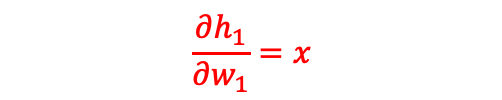 ∂h₁/∂w₁ = x